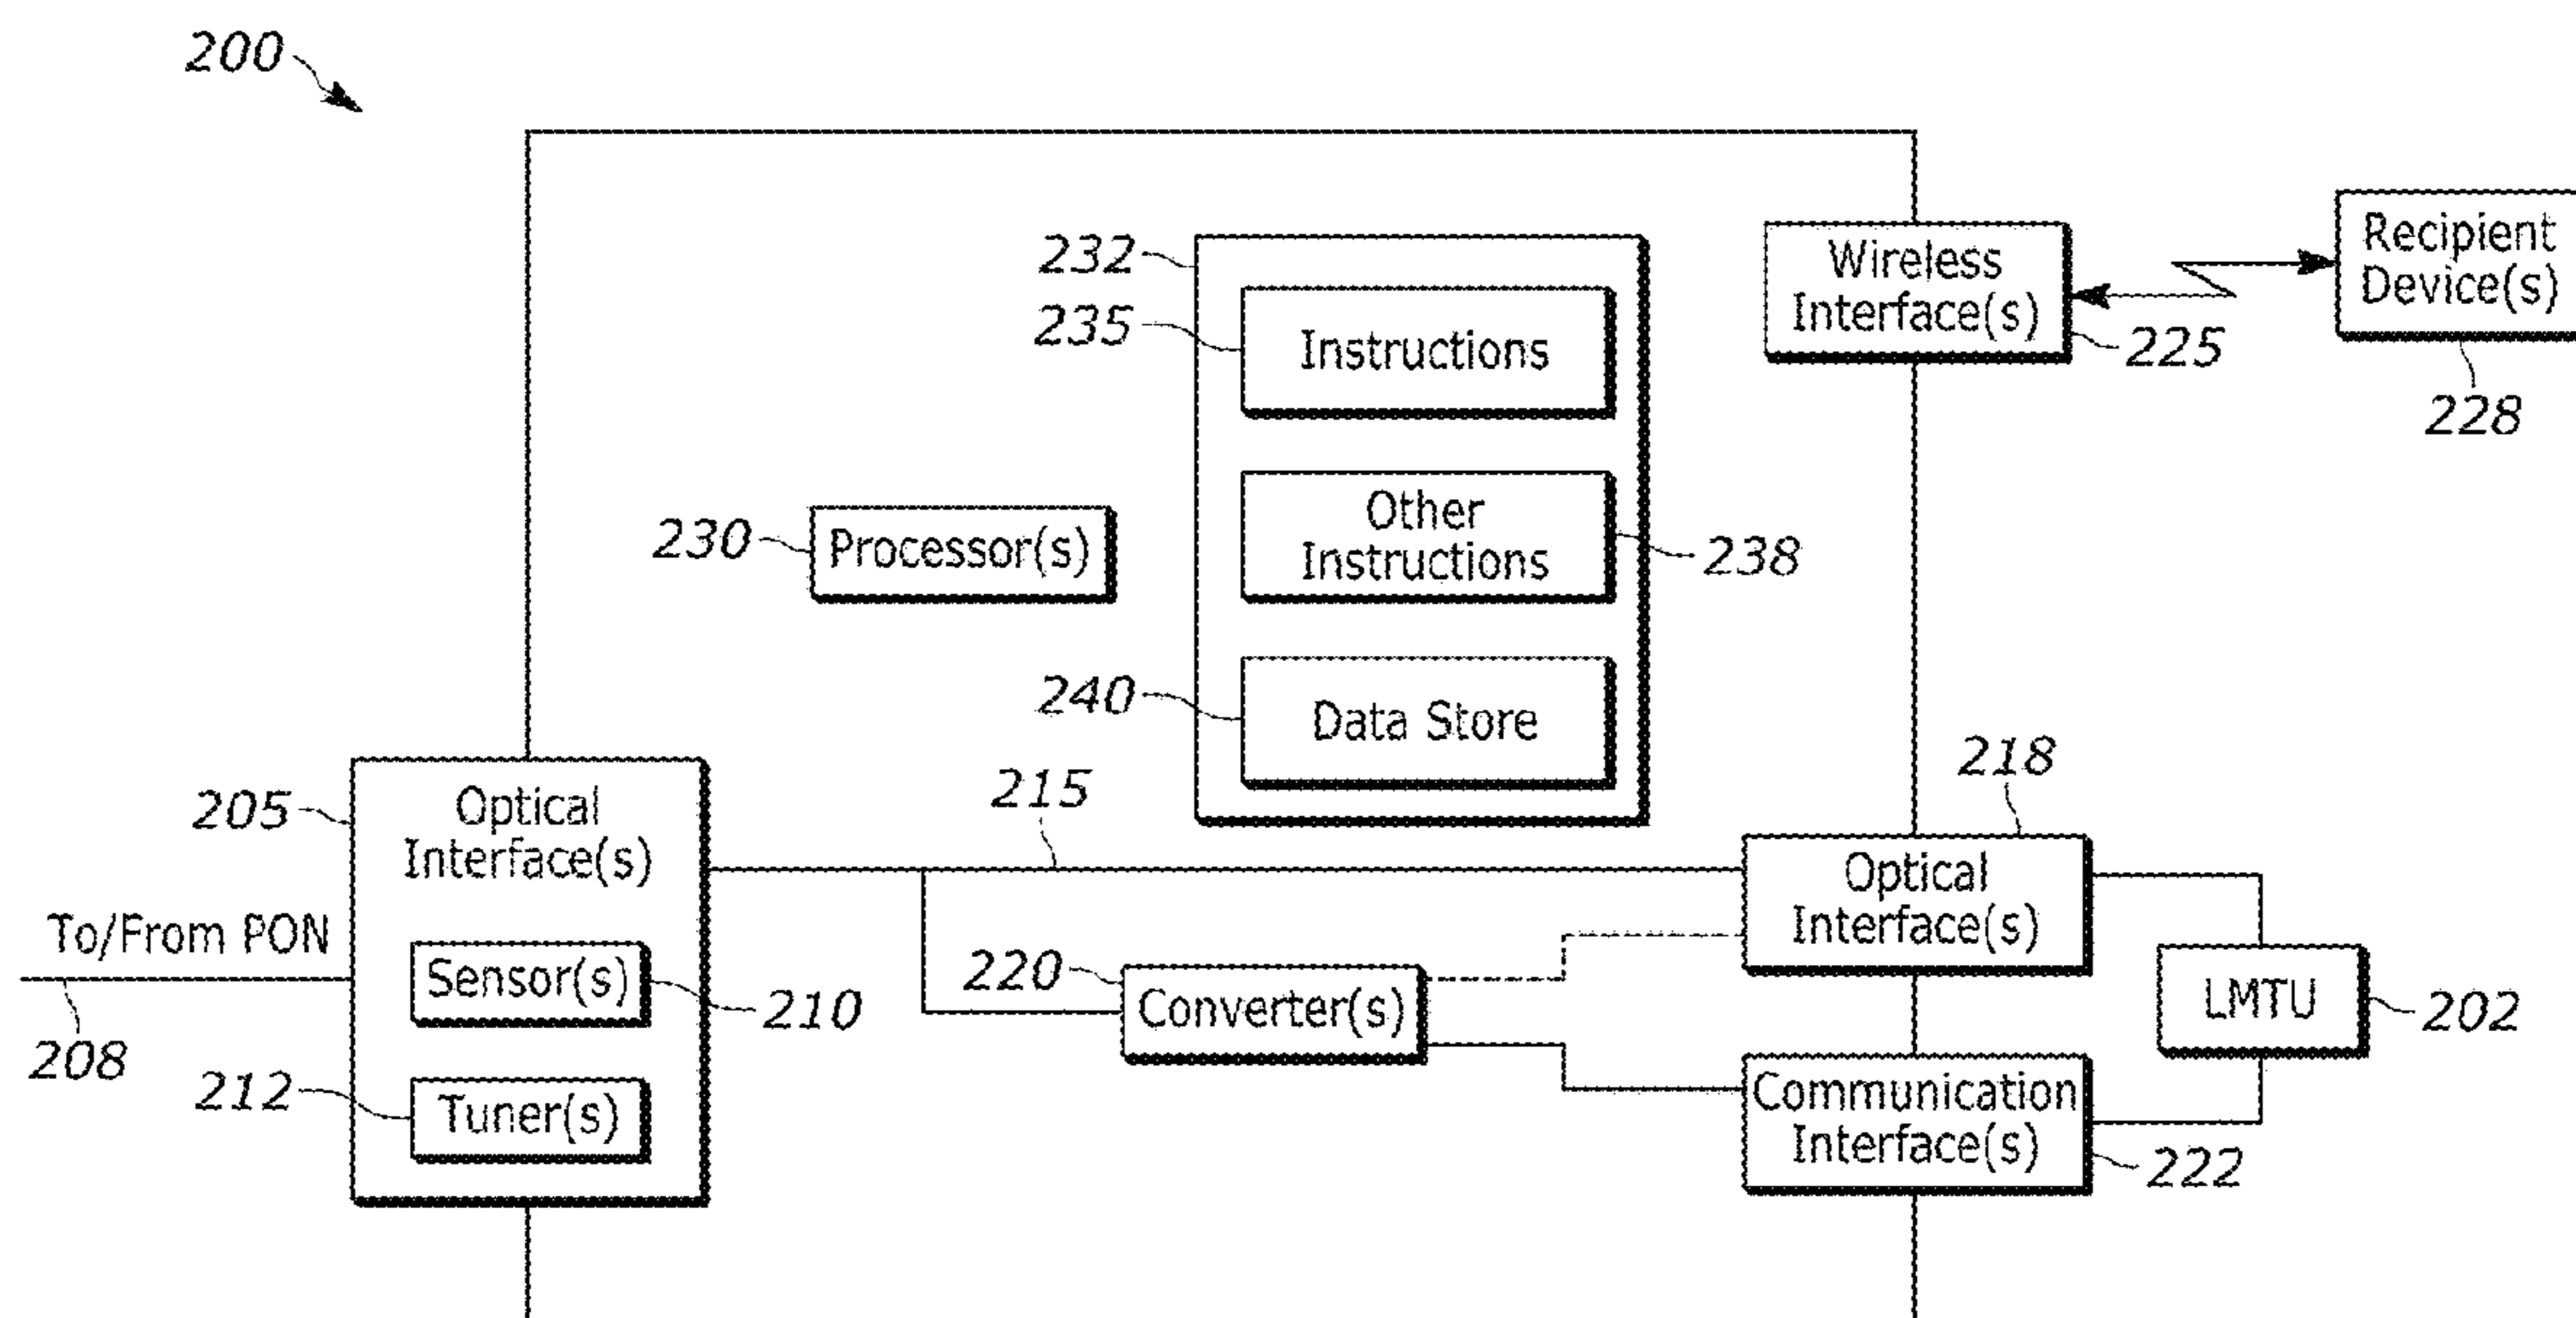 200
232
235
Instructions
Wireless
Interface(s)
225
Recipient
Device(s)
228
230
Processor(s)
Other
Instructions
238
240
Data Store
205
Optical
Interface(s)
215
218
Optical
Interface(s)
To/From PON
208
Sensor(s)
210
220
Converter(s)
LMTU
202
212
Tuner(s)
Communication
Interface(s)
222